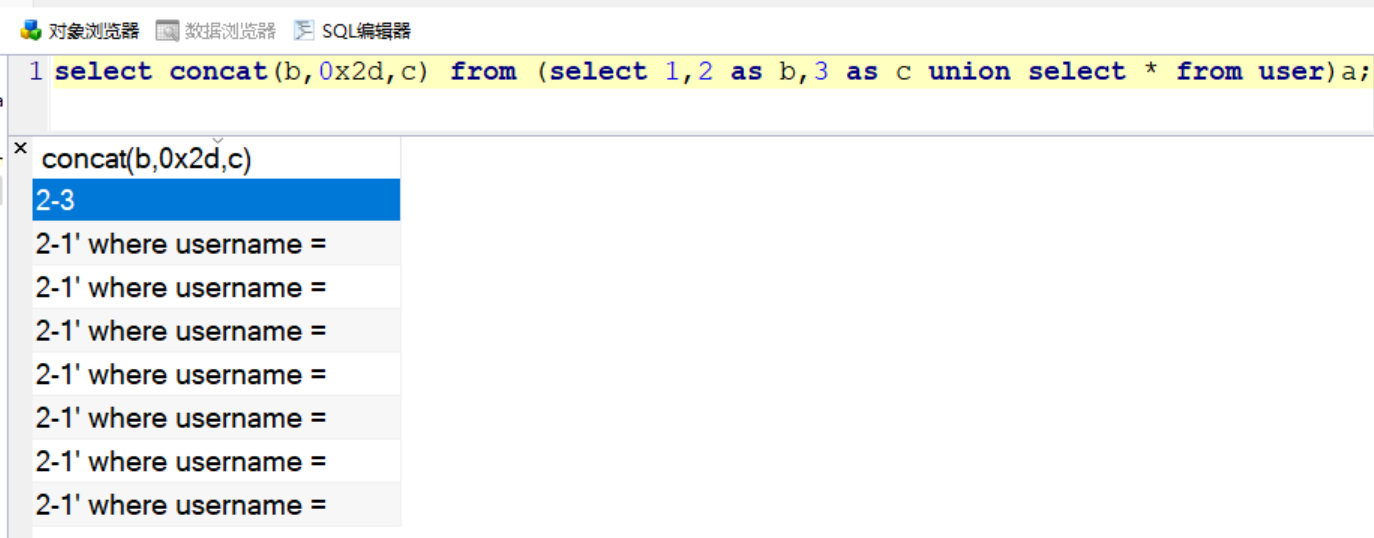 对象浏览器 数据浏览器 SQL编辑器
1 select concat(b,0x2d,c) from (select 1,2 as b,3 as c union select * from user)a;
concat(b,0x2d,c)
2-3
2-1' where username =
2-1' where username =
2-1' where username =
2-1' where username =
2-1' where username =
2-1' where username =
2-1' where username =